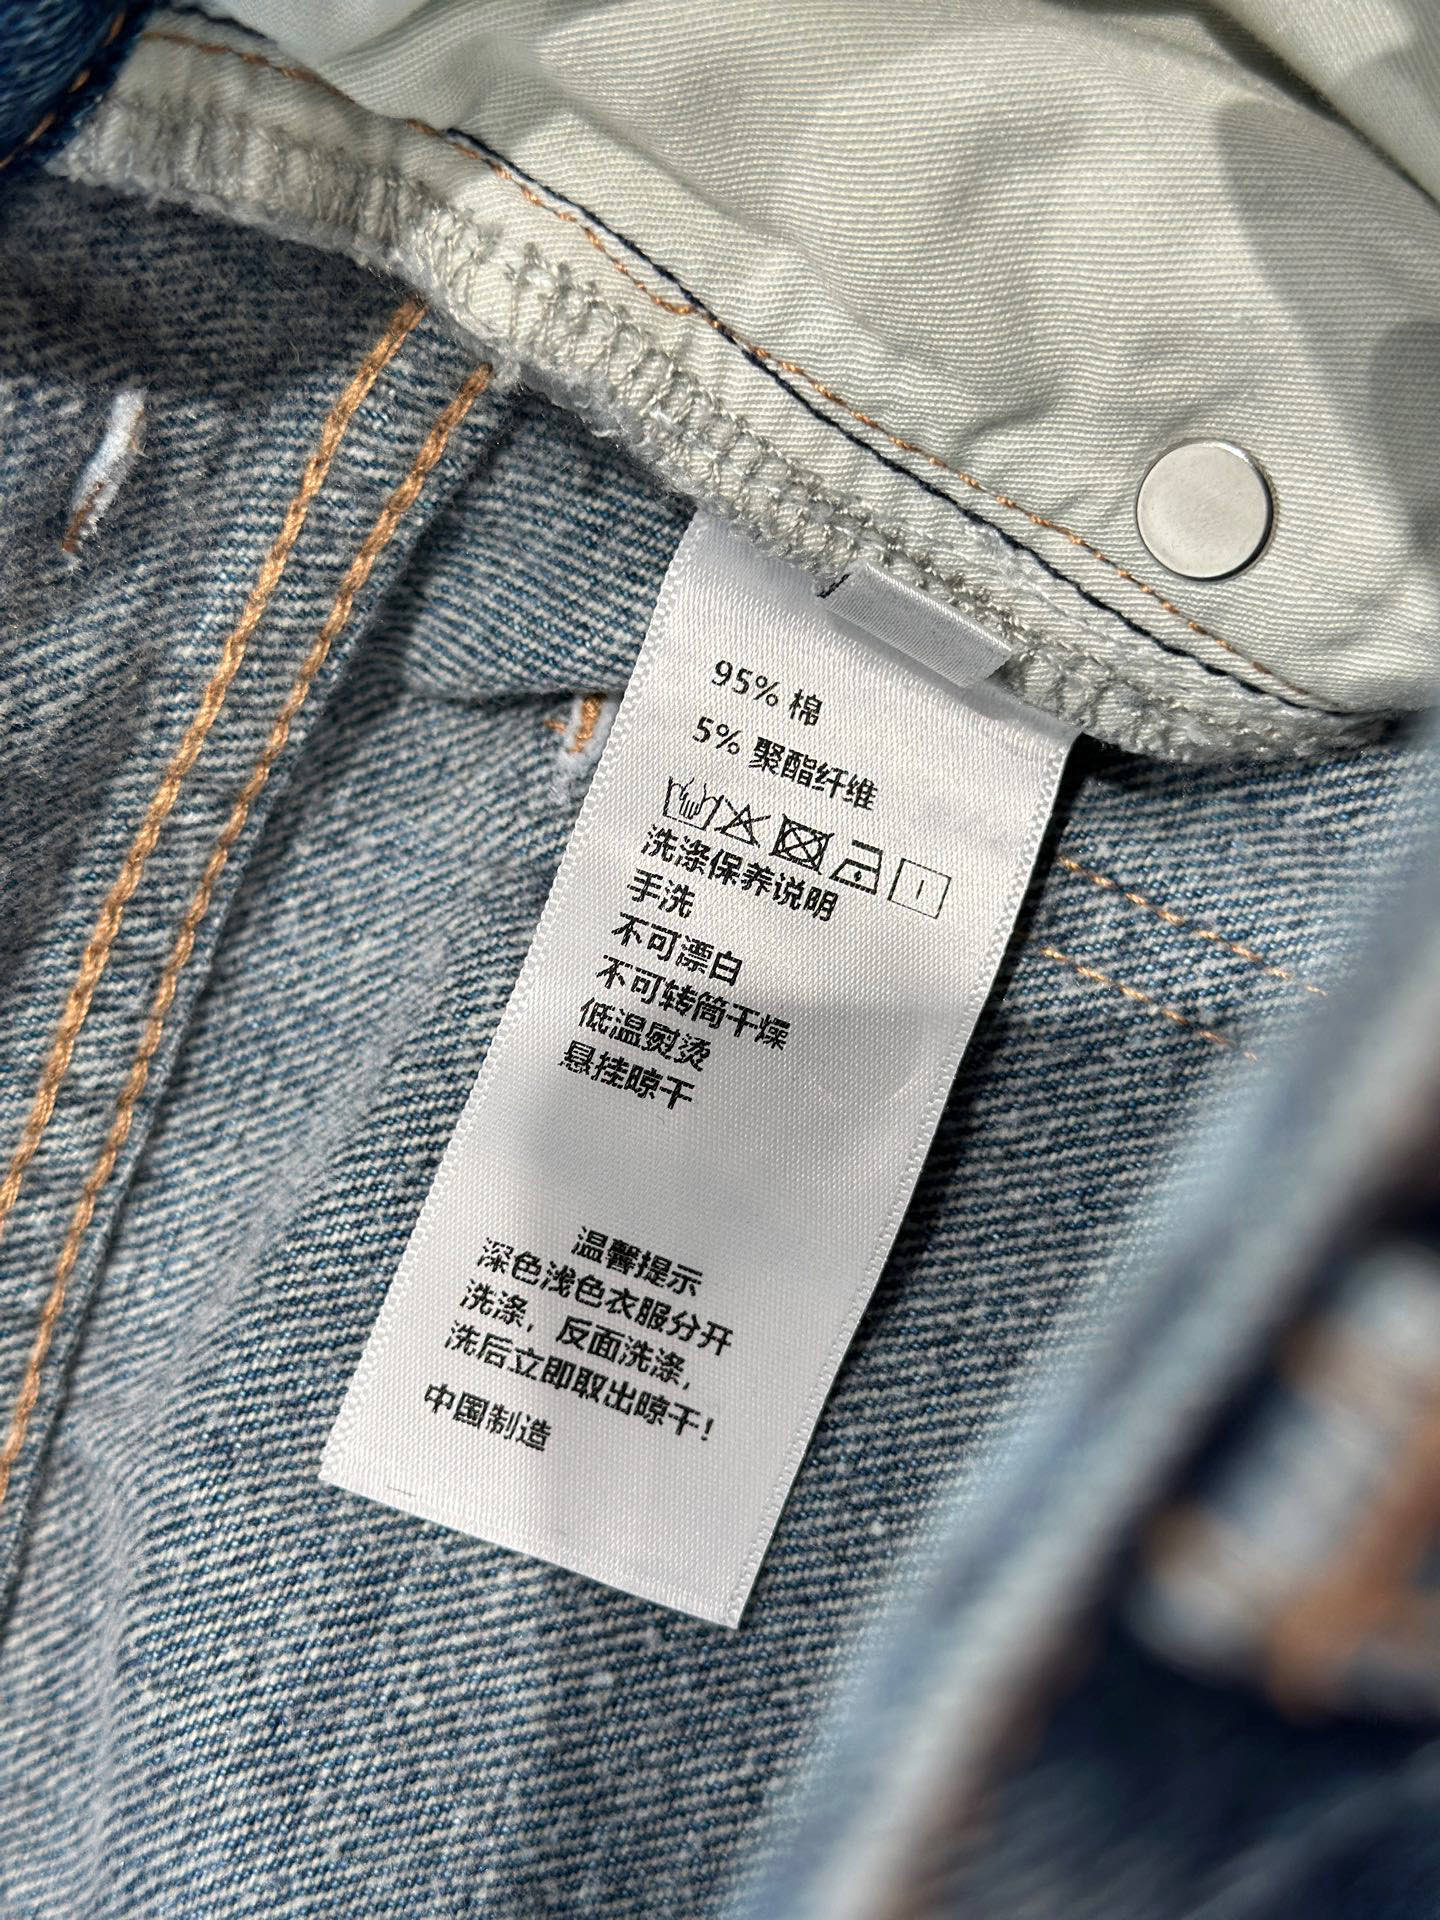 95% 棉
5% 聚酯纤维
洗涤保养说明
手洗
不可漂白
不可转筒干燥
低温熨烫
悬挂晾干
温馨提示
深色浅色衣服分开
洗涤，反面洗涤，
洗后立即取出晾干！
中国制造